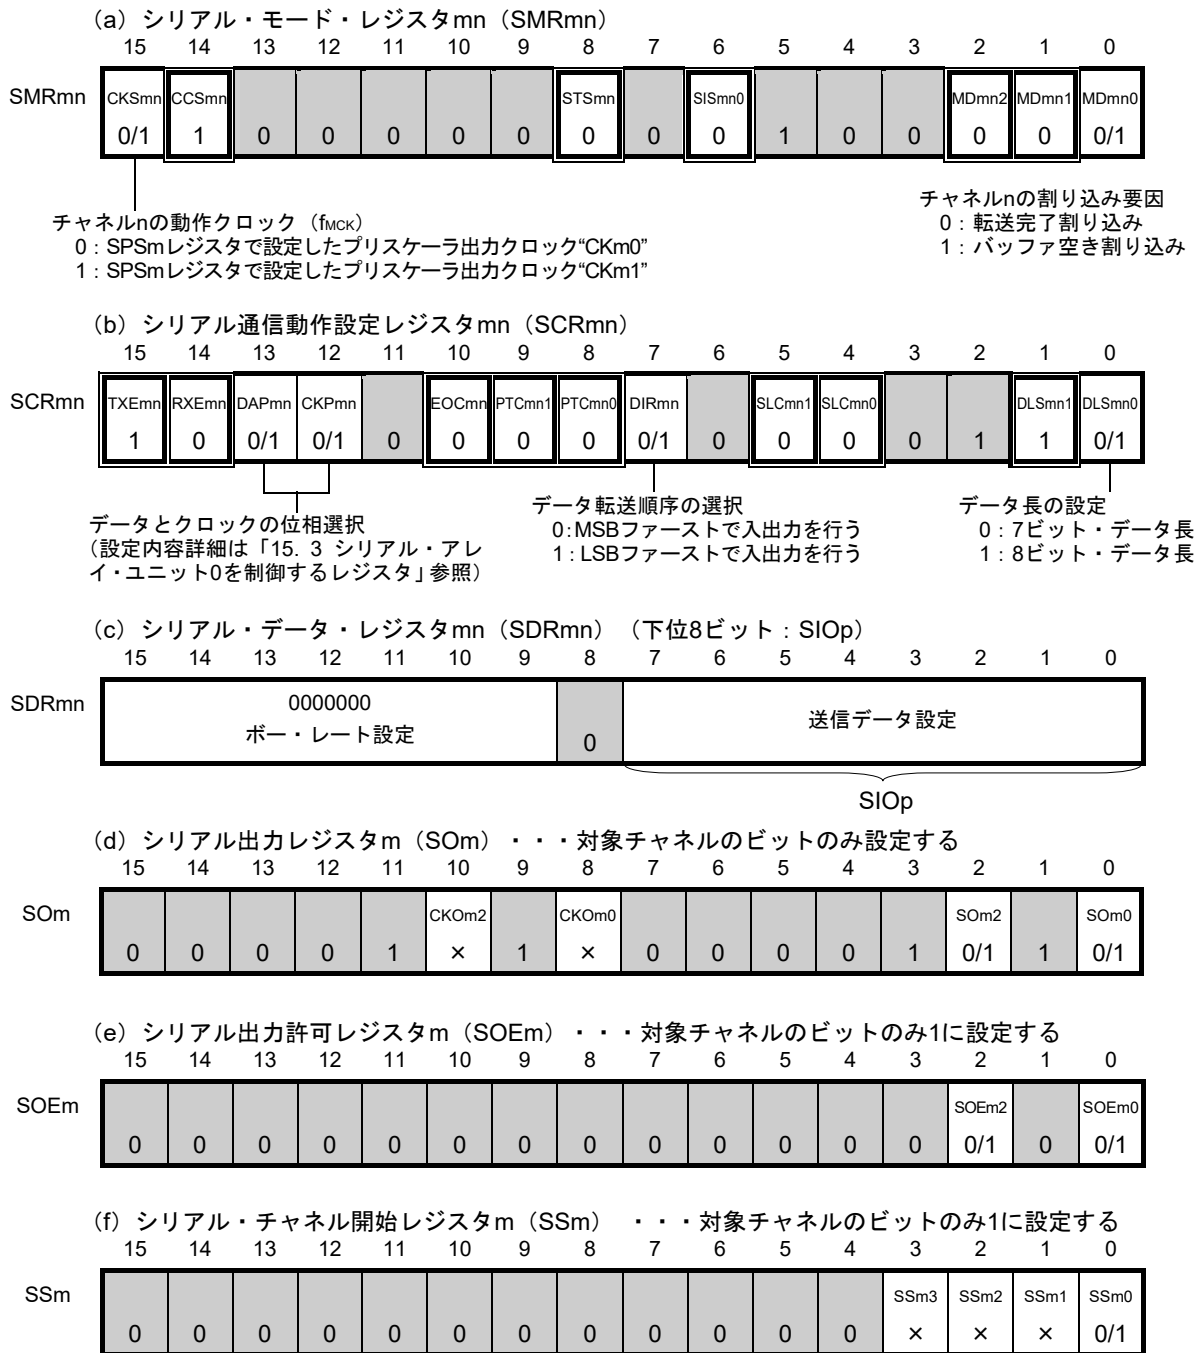 (a) シリアル・モード・レジスタmn（SMRmn）
15 14 13 12 11 10 9 8 7 6 5 4 3 2 1 0
SMRmn CKSmn CCSmn STSmn SISmn0 MDmn2 MDmn1 MDmn0
0/1 1 0 0 0 0 0 0 0 0 1 0 0 0 0 0/1
チャネルnの動作クロック（fMCK）
0：SPSmレジスタで設定したプリスケーラ出力クロック“CKm0”
1：SPSmレジスタで設定したプリスケーラ出力クロック“CKm1”
チャネルnの割り込み要因
0：転送完了割り込み
1：バッファ空き割り込み
(b) シリアル通信動作設定レジスタmn（SCRmn）
15 14 13 12 11 10 9 8 7 6 5 4 3 2 1 0
SCRmn TXEmn RXEmn DAPmn CKPmn EOCmn PTCmn1 PTCmn0 DIRmn SLCmn1 SLCmn0 DLSmn1 DLSmn0
1 0 0/1 0/1 0 0 0 0 0/1 0 0 0 0 1 1 0/1
データとクロックの位相選択
（設定内容詳細は「15. 3 シリアル・アレ
イ・ユニット0を制御するレジスタ」参照）
データ転送順序の選択
0：MSBファーストで入出力を行う
1：LSBファーストで入出力を行う
データ長の設定
0：7ビット・データ長
1：8ビット・データ長
(c) シリアル・データ・レジスタmn（SDRmn）（下位8ビット：SIOp）
15 14 13 12 11 10 9 8 7 6 5 4 3 2 1 0
SDRmn 0000000
ボー・レート設定
0
送信データ設定
SIOp
(d) シリアル出力レジスタm（SOm）・・・対象チャネルのビットのみ設定する
15 14 13 12 11 10 9 8 7 6 5 4 3 2 1 0
SOm CKOm2 CKOm0 SOm2 SOm0
0 0 0 0 1 × 1 × 0 0 0 0 1 0/1 1 0/1
(e) シリアル出力許可レジスタm（SOEm）・・・対象チャネルのビットのみ1に設定する
15 14 13 12 11 10 9 8 7 6 5 4 3 2 1 0
SOEm SOEm2 SOEm0
0 0 0 0 0 0 0 0 0 0 0 0 0 0/1 0 0/1
(f) シリアル・チャネル開始レジスタm（SSm）・・・対象チャネルのビットのみ1に設定する
15 14 13 12 11 10 9 8 7 6 5 4 3 2 1 0
SSm SSm3 SSm2 SSm1 SSm0
0 0 0 0 0 0 0 0 0 0 0 0 × × × 0/1